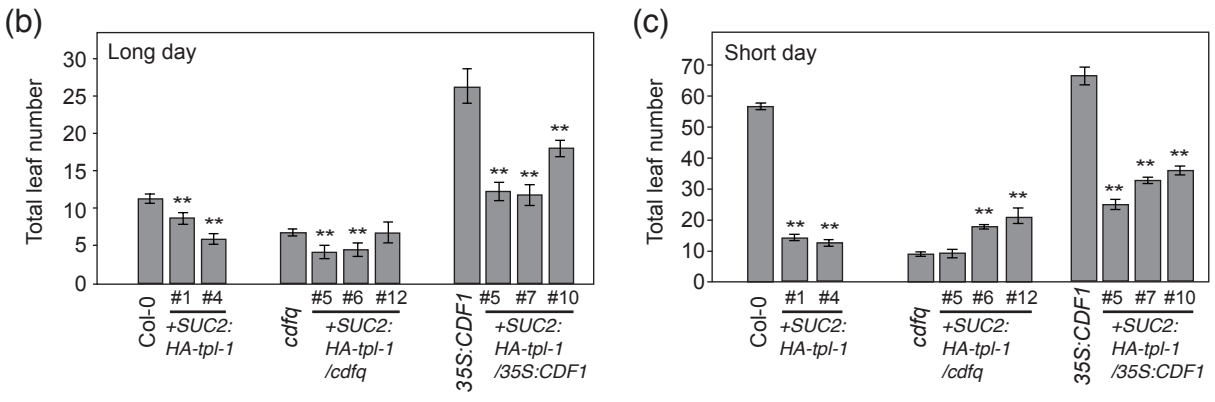 (b)
Long day
Total leaf number
30
25
20
15
10
5
0
**
**
**
**
**
**
**
Col-0
#1 #4
+SUC2:
HA-tpl-1
cdfq
#5 #6 #12
+SUC2:
HA-tpl-1
/cdfq
35S:CDF1
#5 #7 #10
+SUC2:
HA-tpl-1
/35S:CDF1
(c)
Short day
Total leaf number
70
60
50
40
30
20
10
0
**
**
**
**
**
**
**
Col-0
#1 #4
+SUC2:
HA-tpl-1
cdfq
#5 #6 #12
+SUC2:
HA-tpl-1
/cdfq
35S:CDF1
#5 #7 #10
+SUC2:
HA-tpl-1
/35S:CDF1